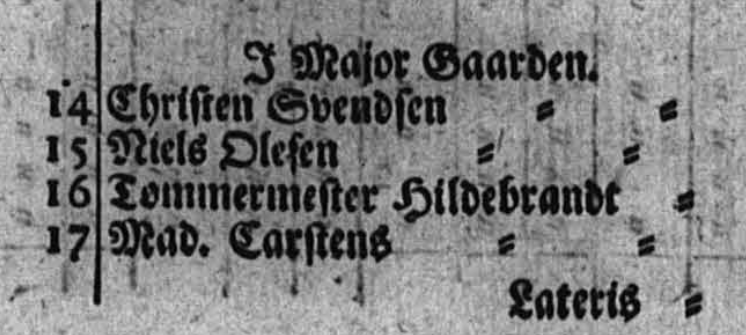 I Major Gaarden.
14 Christen Svendsen = =
15 Niels Olesen = =
16 Tommermester Hildebrandt =
17 Mad. Carstens = =
Lateris =